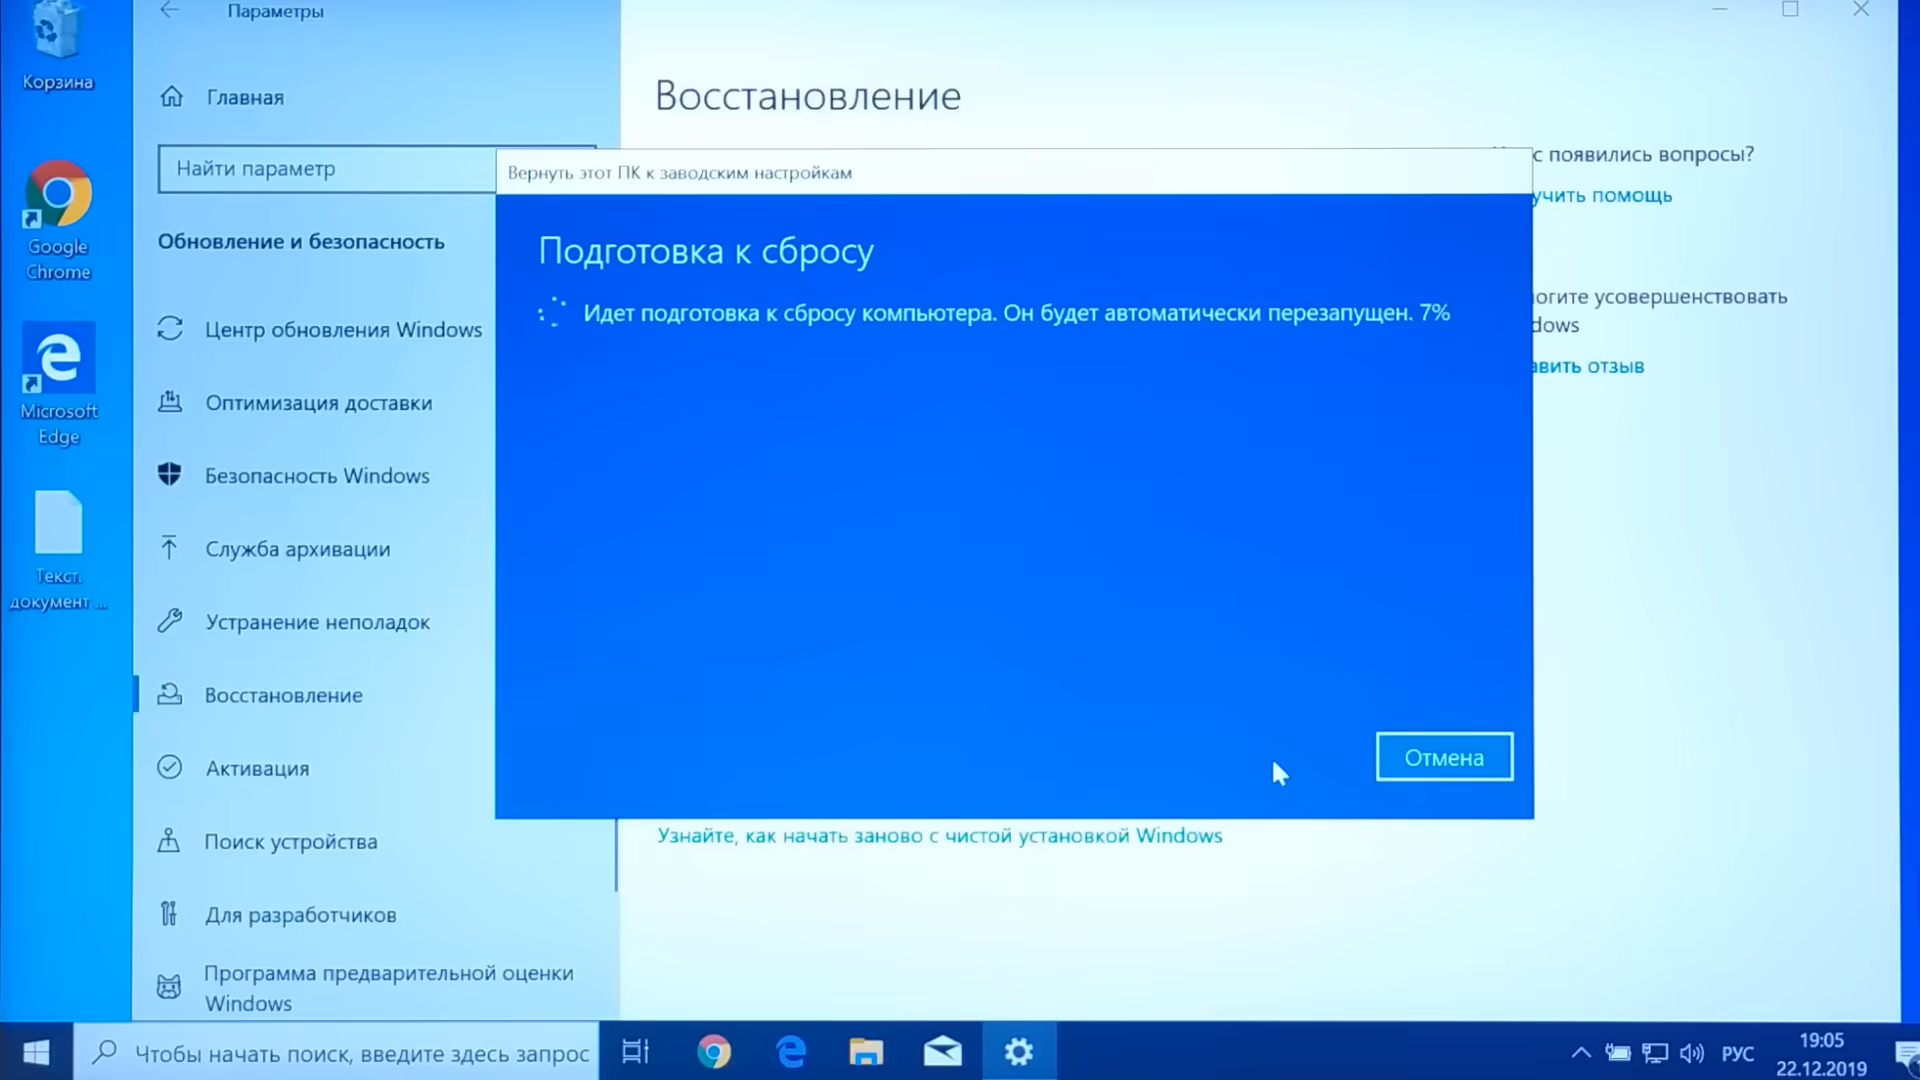 Корзина
Google
Chrome
Microsoft
Edge
Текст.
документ ...
Параметры
Главная
Найти параметр
Обновление и безопасность
Центр обновления Windows
Оптимизация доставки
Безопасность Windows
Служба архивации
Устранение неполадок
Восстановление
Активация
Поиск устройства
Для разработчиков
Программа предварительной оценки
Windows
Восстановление
Вернуть этот ПК к заводским настройкам
Подготовка к сбросу
Идет подготовка к сбросу компьютера. Он будет автоматически перезапущен. 7%
Отмена
с появились вопросы?
учить помощь
огите усовершенствовать
dows
авить отзыв
Узнайте, как начать заново с чистой установкой Windows
Чтобы начать поиск, введите здесь запрос
РУС
19:05
22.12.2019